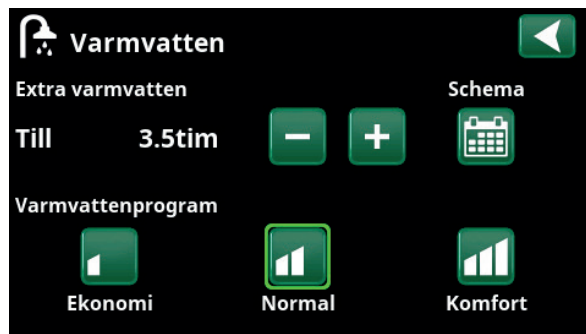 Varmvatten
Extra varmvatten Schema
Till 3.5tim
Varmvattenprogram
Ekonomi Normal Komfort